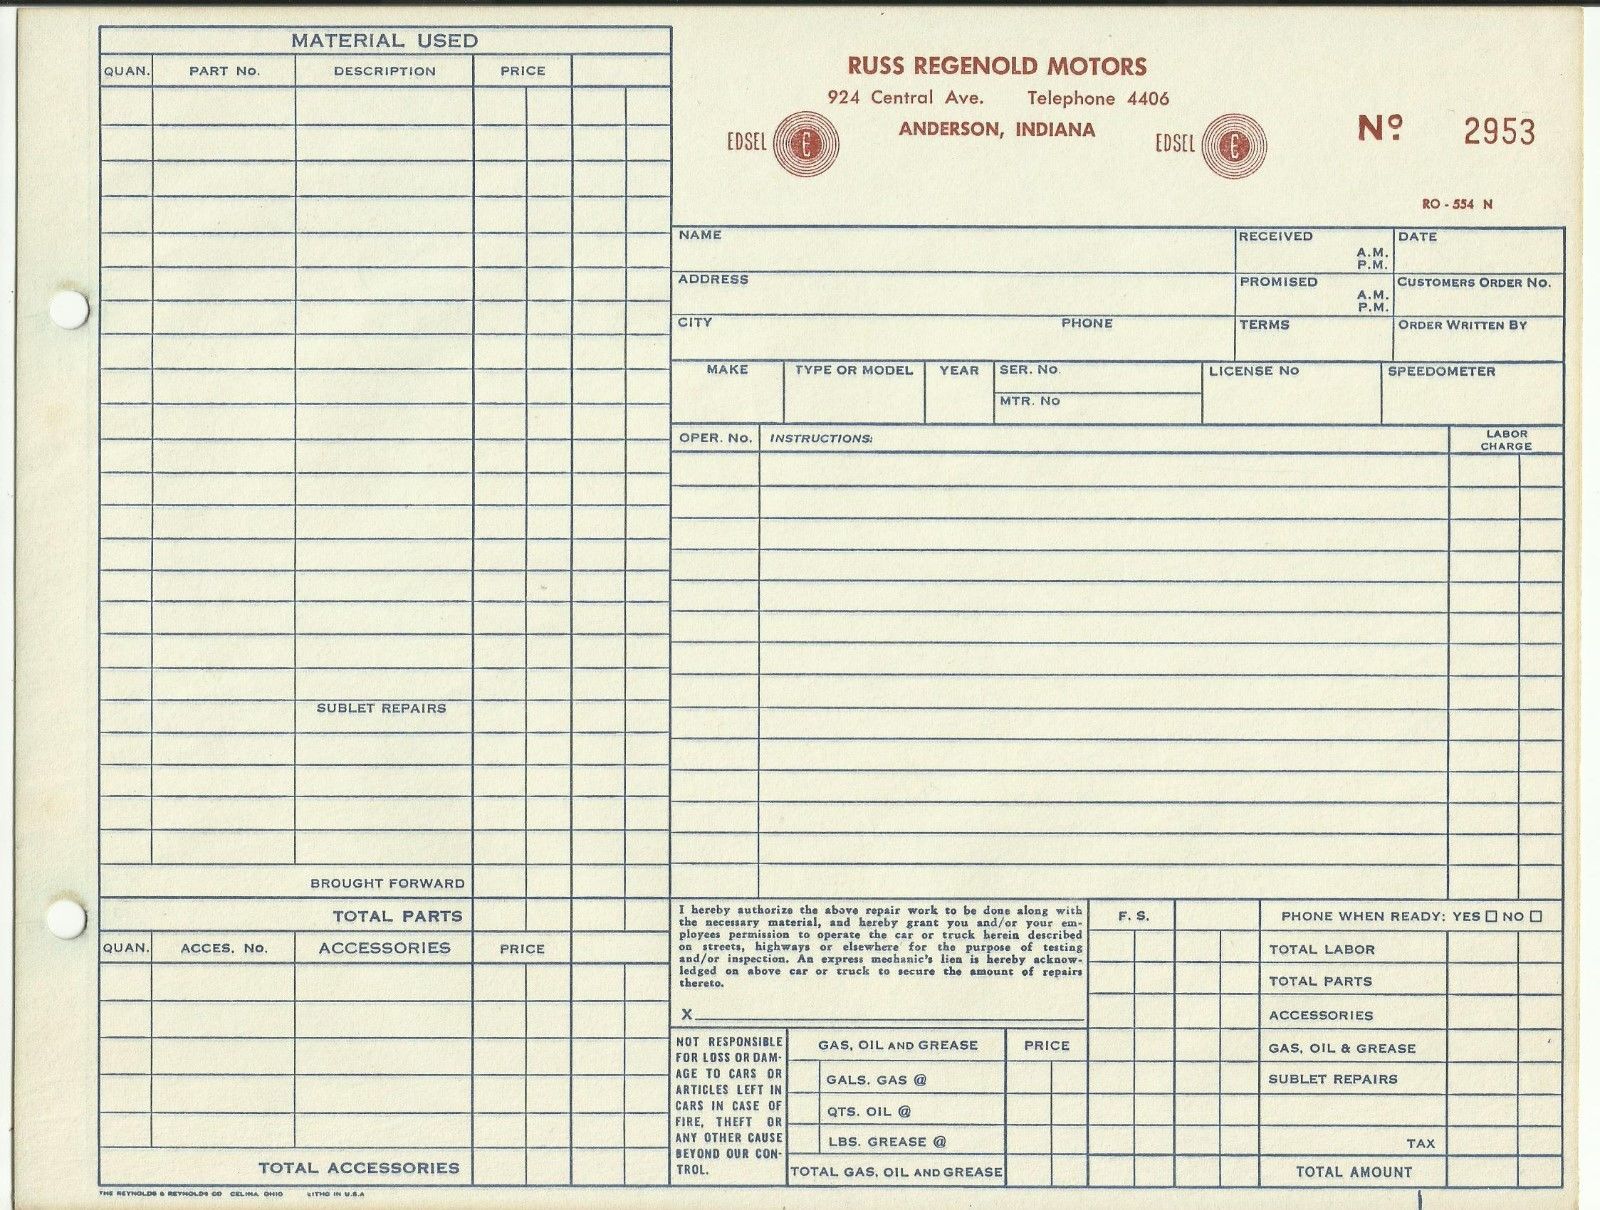 MATERIAL USED
QUAN. PART No. DESCRIPTION PRICE
SUBLET REPAIRS
BROUGHT FORWARD
TOTAL PARTS
QUAN. ACCES. No. ACCESSORIES PRICE
TOTAL ACCESSORIES
THE REYNOLDS & REYNOLDS CO CELINA, OHIO LITHO IN U.S.A
RUSS REGENOLD MOTORS
924 Central Ave. Telephone 4406
ANDERSON, INDIANA
EDSEL E
EDSEL E
Nº 2953
RO - 554 N
NAME RECEIVED A.M. P.M. DATE
ADDRESS PROMISED A.M. P.M. CUSTOMERS ORDER No.
CITY PHONE TERMS ORDER WRITTEN BY
MAKE TYPE OR MODEL YEAR SER. No. LICENSE No SPEEDOMETER
MTR. No
OPER. No. INSTRUCTIONS: LABOR CHARGE
I hereby authorize the above repair work to be done along with
the necessary material, and hereby grant you and/or your em-
ployees permission to operate the car or truck herein described
on streets, highways or elsewhere for the purpose of testing
and/or inspection. An express mechanic's lien is hereby acknow-
ledged on above car or truck to secure the amount of repairs
thereto.
X
NOT RESPONSIBLE
FOR LOSS OR DAM-
AGE TO CARS OR
ARTICLES LEFT IN
CARS IN CASE OF
FIRE, THEFT OR
ANY OTHER CAUSE
BEYOND OUR CON-
TROL.
GAS, OIL AND GREASE PRICE
GALS. GAS @
QTS. OIL @
LBS. GREASE @
TOTAL GAS, OIL AND GREASE
F. S.
PHONE WHEN READY: YES ☐ NO ☐
TOTAL LABOR
TOTAL PARTS
ACCESSORIES
GAS, OIL & GREASE
SUBLET REPAIRS
TAX
TOTAL AMOUNT